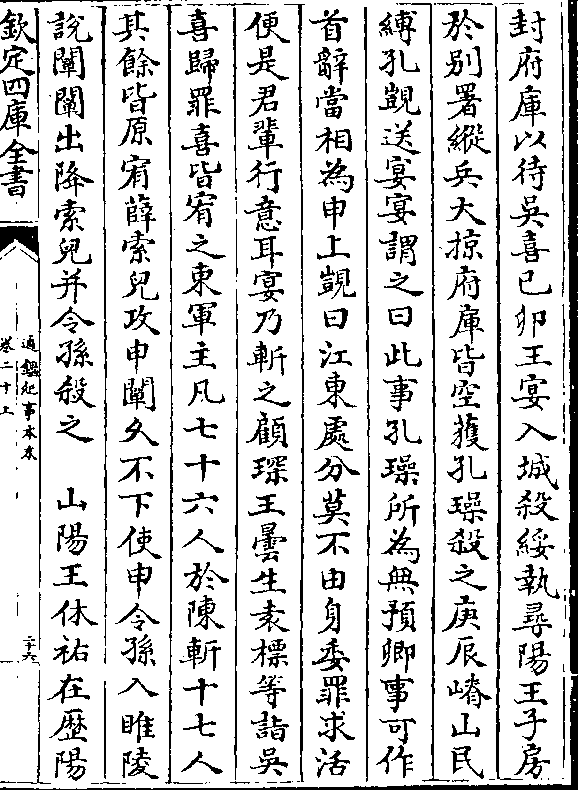 封府庫以待吳喜己卯王宴入城殺綏執尋陽王子房
於别署縱兵大掠府庫皆空獲孔璪殺之庚辰嵴山民
縛孔覬送宴宴謂之曰此事孔璪所為無預卿事可作
首辭當相為申上覬曰江東處分莫不由身委罪求活
便是君輩行意耳宴乃斬之顧琛王曇生袁標等詣吳
喜歸罪喜皆宥之東軍主凡七十六人於陳斬十七人
其餘皆原宥薛索兒攻申闡久不下使申令孫入睢陵
說闡闡出降索兒并令孫殺之 山陽王休祐在歴陽
欽定四庫全書
通鑑紀事本末
卷二十上
二十六